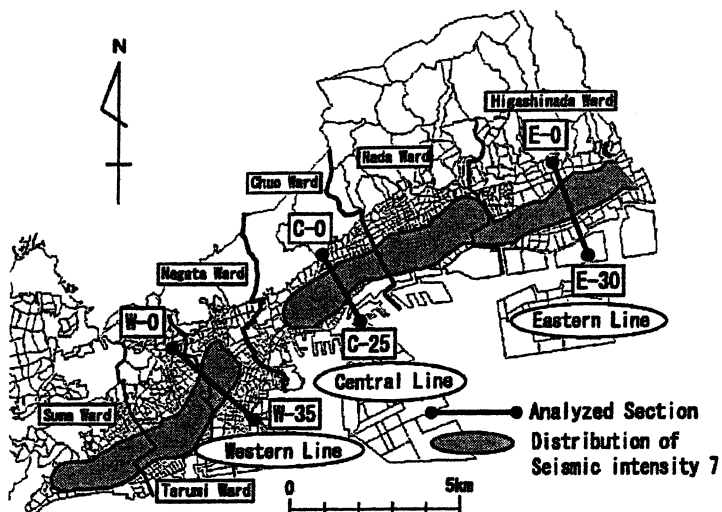 N
Higashinada Ward
E-0
Nada Ward
Chuo Ward
C-0
Nagata Ward
E-30
W-0
Eastern Line
C-25
Central Line
Suma Ward
W-35
Analyzed Section
Western Line
Distribution of
Seismic intensity 7
Tarumi Ward
0
5km